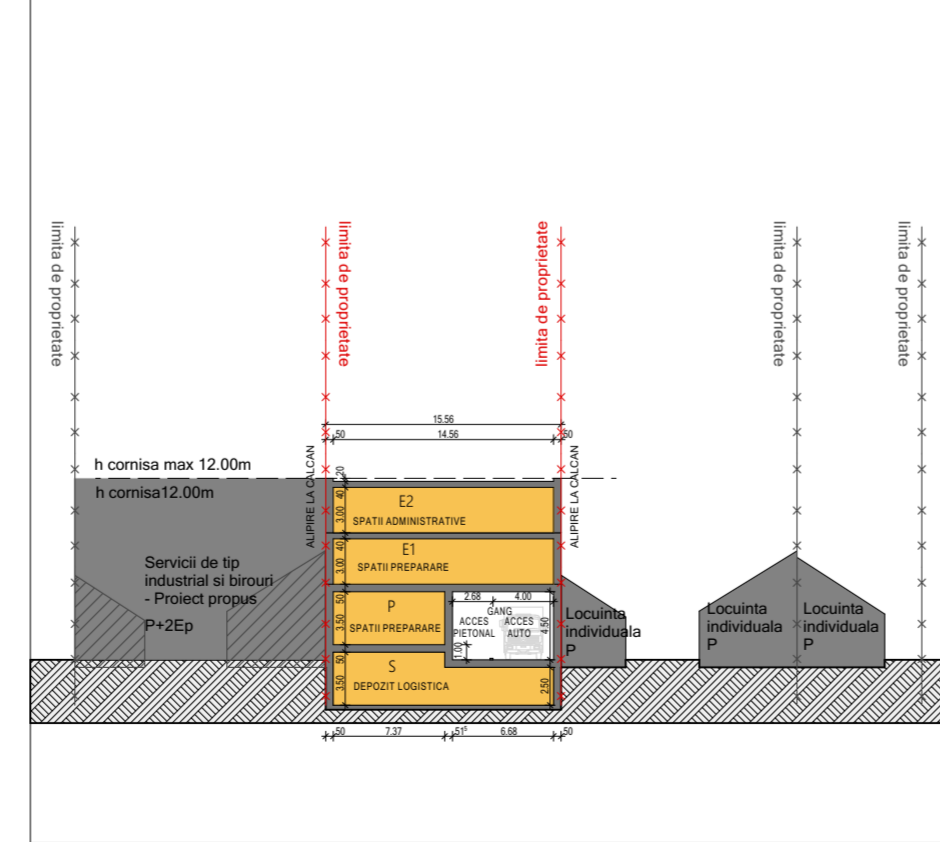 limita de proprietate
limita de proprietate
limita de proprietate
limita de proprietate
limita de proprietate
15.56
50
14.56
50
h cornisa max 12.00m
h cornisa12.00m
ALIPIRE LA CALCAN
ALIPIRE LA CALCAN
20
40
3.00
E2
SPATII ADMINISTRATIVE
40
3.00
E1
SPATII PREPARARE
50
3.50
P
SPATII PREPARARE
2.68
4.00
GANG
ACCES
PIETONAL
ACCES
AUTO
4.50
1.00
50
3.50
S
DEPOZIT LOGISTICA
2.50
Servicii de tip
industrial si birouri
- Proiect propus
P+2Ep
Locuinta
individuala
P
Locuinta
individuala
P
Locuinta
individuala
P
50
7.37
51⁵
6.68
50